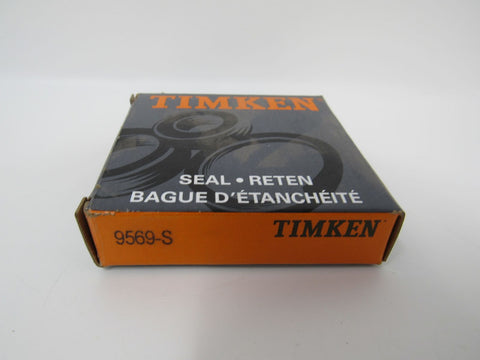 TIMKEN
SEAL • RETEN
BAGUE D'ÉTANCHÉITÉ
9569-S
TIMKEN